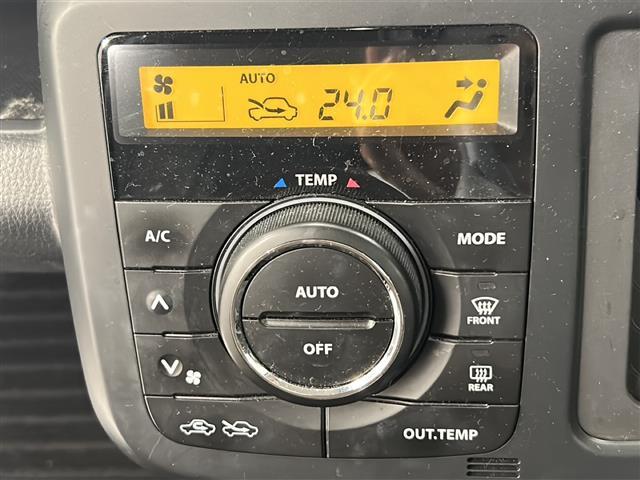 AUTO
24.0
TEMP
A/C
MODE
AUTO
OFF
FRONT
REAR
OUT.TEMP